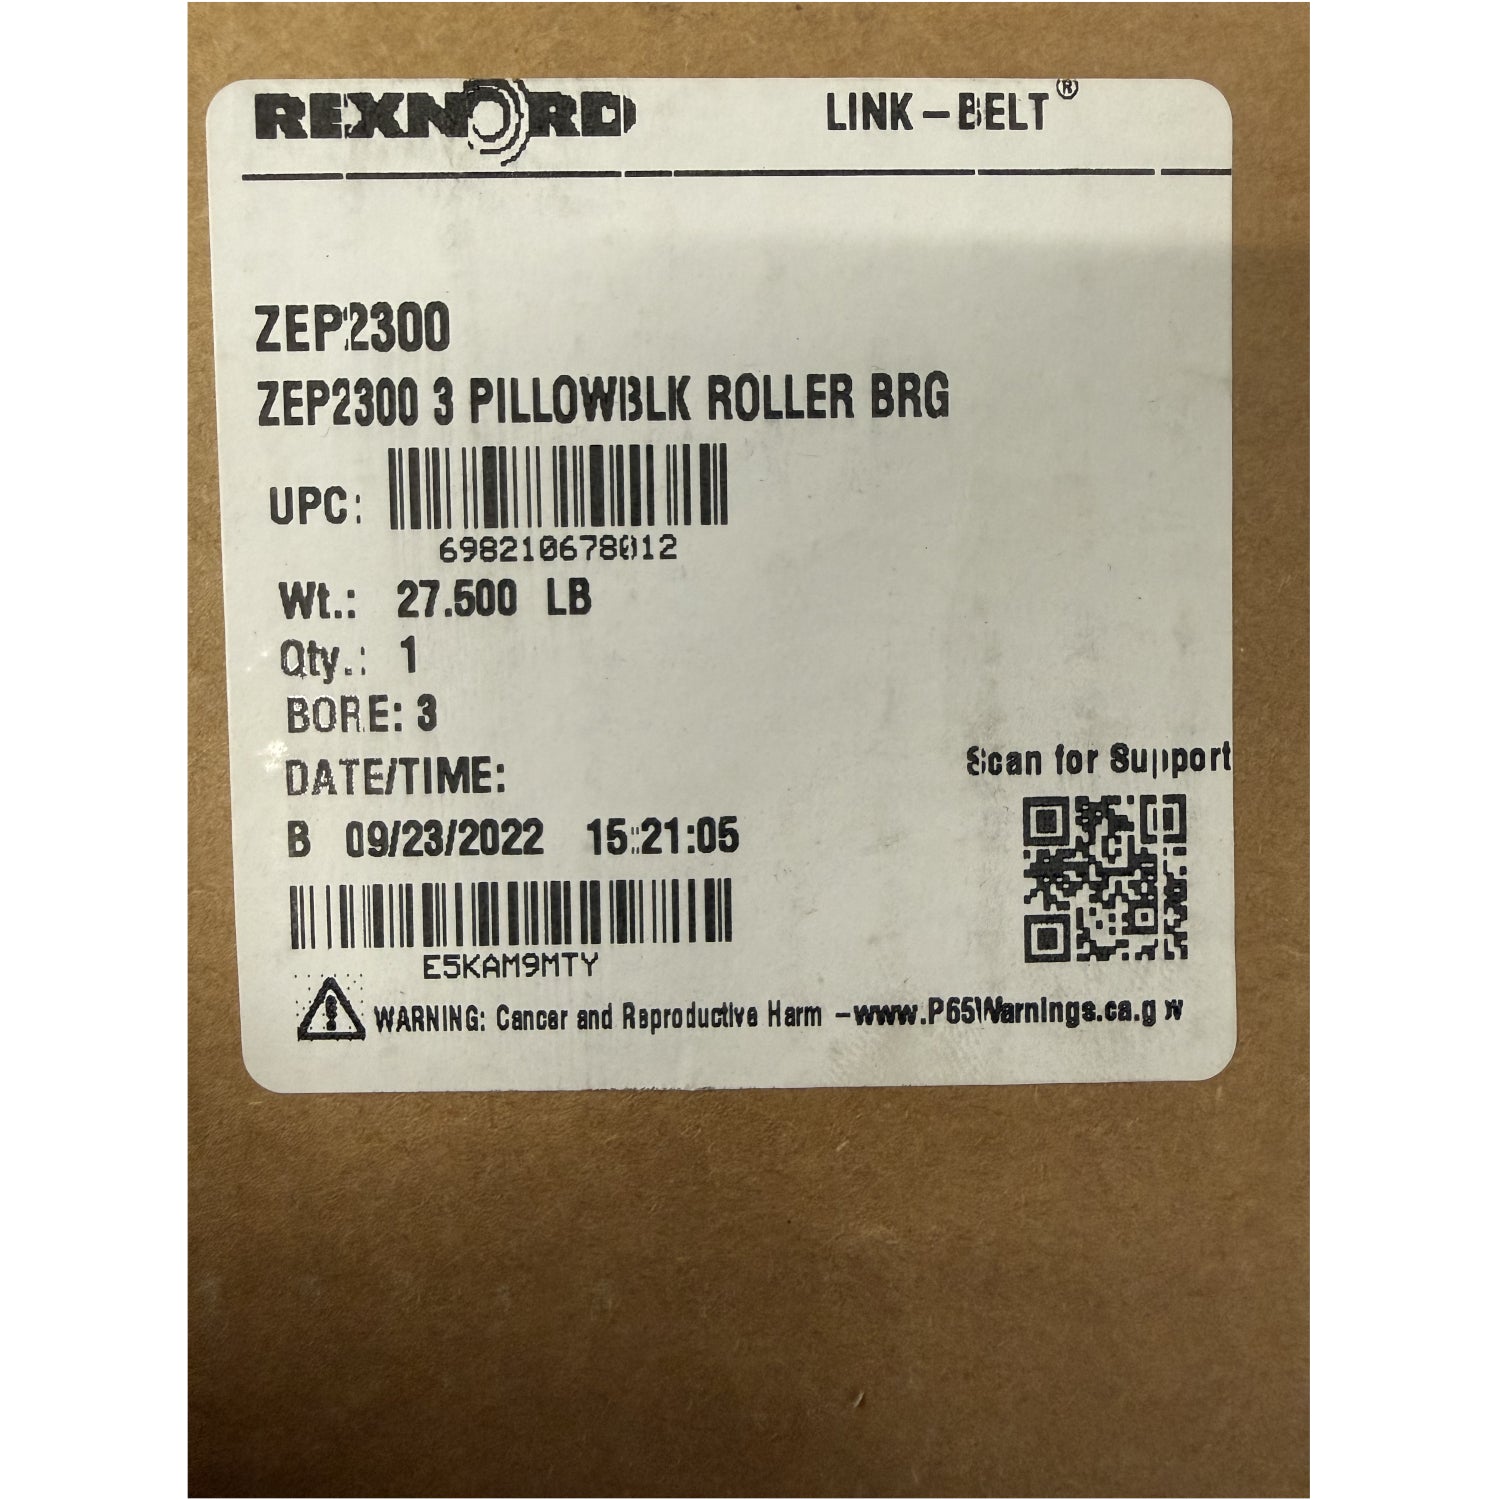 REXNORD LINK-BELT®
ZEP2300
ZEP2300 3 PILLOWBLK ROLLER BRG
UPC:
698210678012
Wt.: 27.500 LB
Qty.: 1
BORE: 3
DATE/TIME:
Scan for Support
B 09/23/2022 15:21:05
E5KAM9MTY
WARNING: Cancer and Reproductive Harm -www.P65Warnings.ca.g w